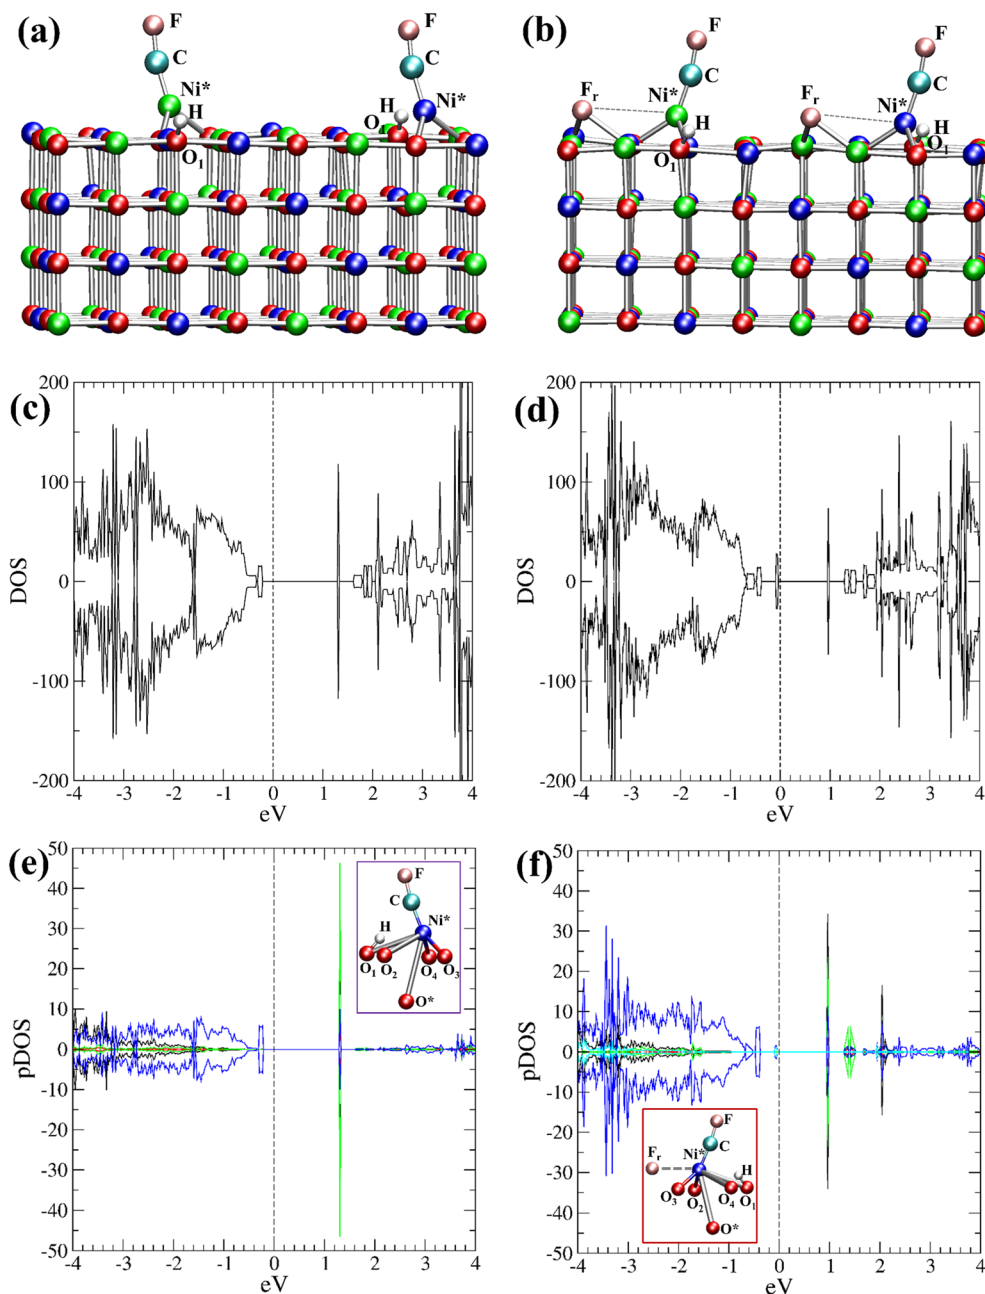 (a)
F
C
Ni*
H
O₁
F
C
Ni*
H
O
(b)
F
C
Ni*
Fᵣ
H
O₁
F
C
Ni*
Fᵣ
H
O₁
(c)
DOS
200
100
0
-100
-200
-4 -3 -2 -1 0 1 2 3 4
eV
(d)
DOS
200
100
0
-100
-200
-4 -3 -2 -1 0 1 2 3 4
eV
(e)
pDOS
50
40
30
20
10
0
-10
-20
-30
-40
-50
-4 -3 -2 -1 0 1 2 3 4
eV
F
C
Ni*
H
O₁ O₂ O₄ O₃
O*
(f)
pDOS
50
40
30
20
10
0
-10
-20
-30
-40
-50
-4 -3 -2 -1 0 1 2 3 4
eV
F
C
Fᵣ Ni*
H
O₃ O₂ O₄ O₁
O*